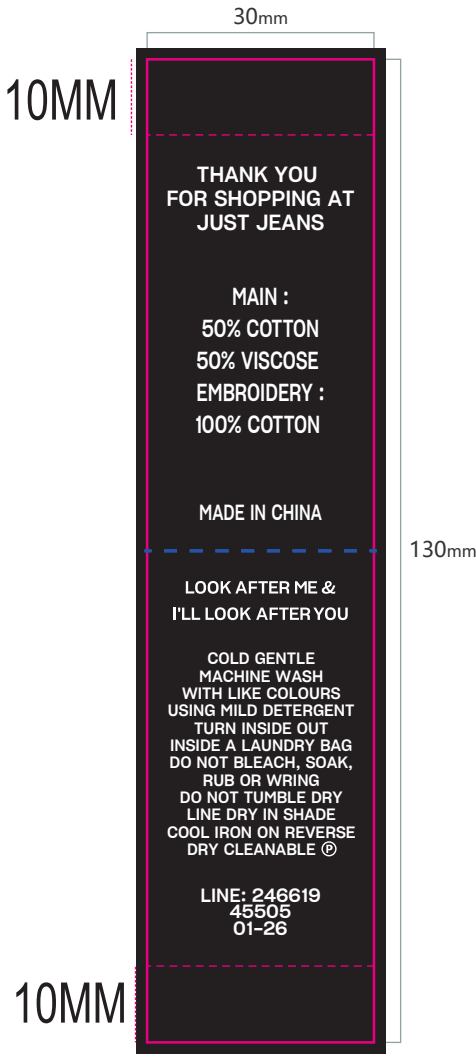 30mm
10MM
THANK YOU
FOR SHOPPING AT
JUST JEANS
MAIN :
50% COTTON
50% VISCOSE
EMBROIDERY :
100% COTTON
MADE IN CHINA
130mm
LOOK AFTER ME &
I'LL LOOK AFTER YOU
COLD GENTLE
MACHINE WASH
WITH LIKE COLOURS
USING MILD DETERGENT
TURN INSIDE OUT
INSIDE A LAUNDRY BAG
DO NOT BLEACH, SOAK,
RUB OR WRING
DO NOT TUMBLE DRY
LINE DRY IN SHADE
COOL IRON ON REVERSE
DRY CLEANABLE Ⓟ
LINE: 246619
45505
01-26
10MM